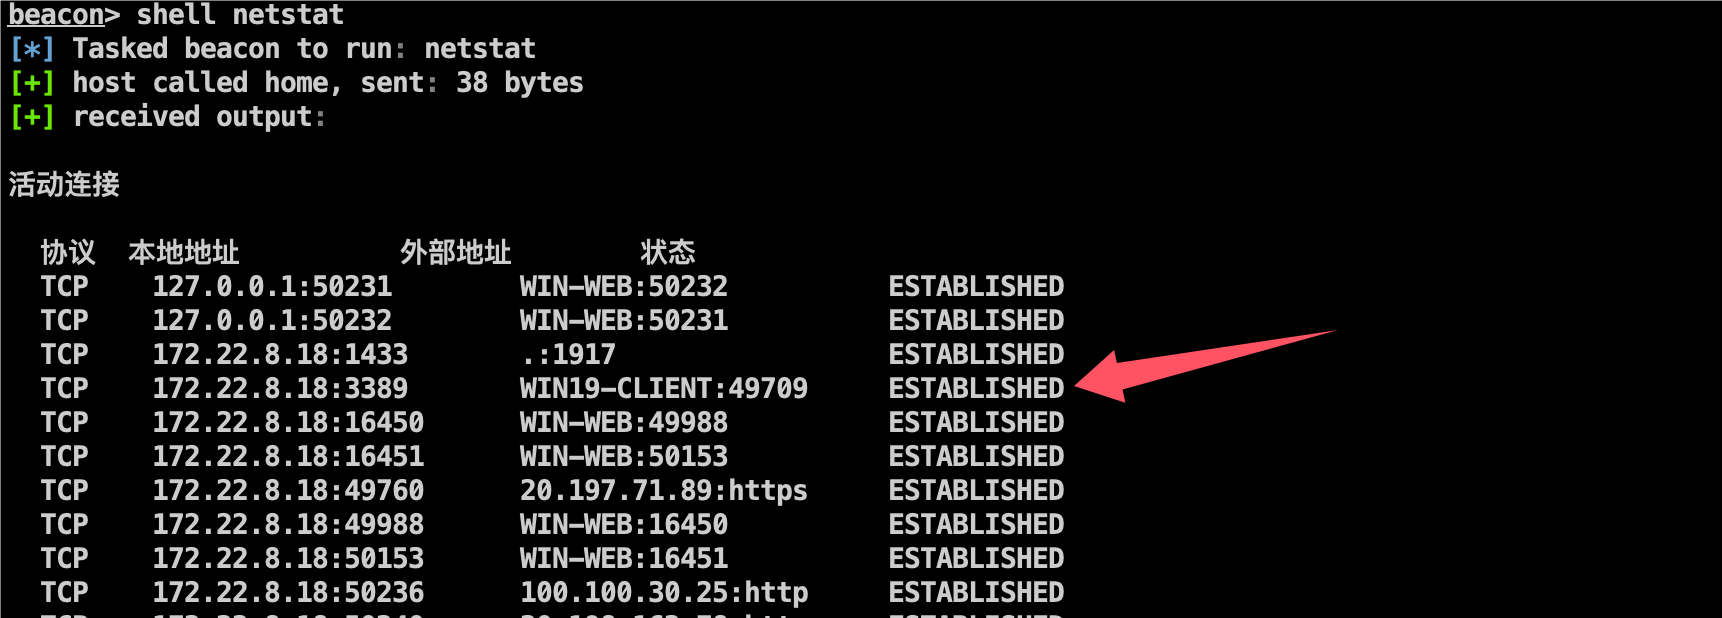 beacon> shell netstat
[*] Tasked beacon to run: netstat
[+] host called home, sent: 38 bytes
[+] received output:
活动连接
协议 本地地址 外部地址 状态
TCP 127.0.0.1:50231 WIN-WEB:50232 ESTABLISHED
TCP 127.0.0.1:50232 WIN-WEB:50231 ESTABLISHED
TCP 172.22.8.18:1433 .:1917 ESTABLISHED
TCP 172.22.8.18:3389 WIN19-CLIENT:49709 ESTABLISHED
TCP 172.22.8.18:16450 WIN-WEB:49988 ESTABLISHED
TCP 172.22.8.18:16451 WIN-WEB:50153 ESTABLISHED
TCP 172.22.8.18:49760 20.197.71.89:https ESTABLISHED
TCP 172.22.8.18:49988 WIN-WEB:16450 ESTABLISHED
TCP 172.22.8.18:50153 WIN-WEB:16451 ESTABLISHED
TCP 172.22.8.18:50236 100.100.30.25:http ESTABLISHED